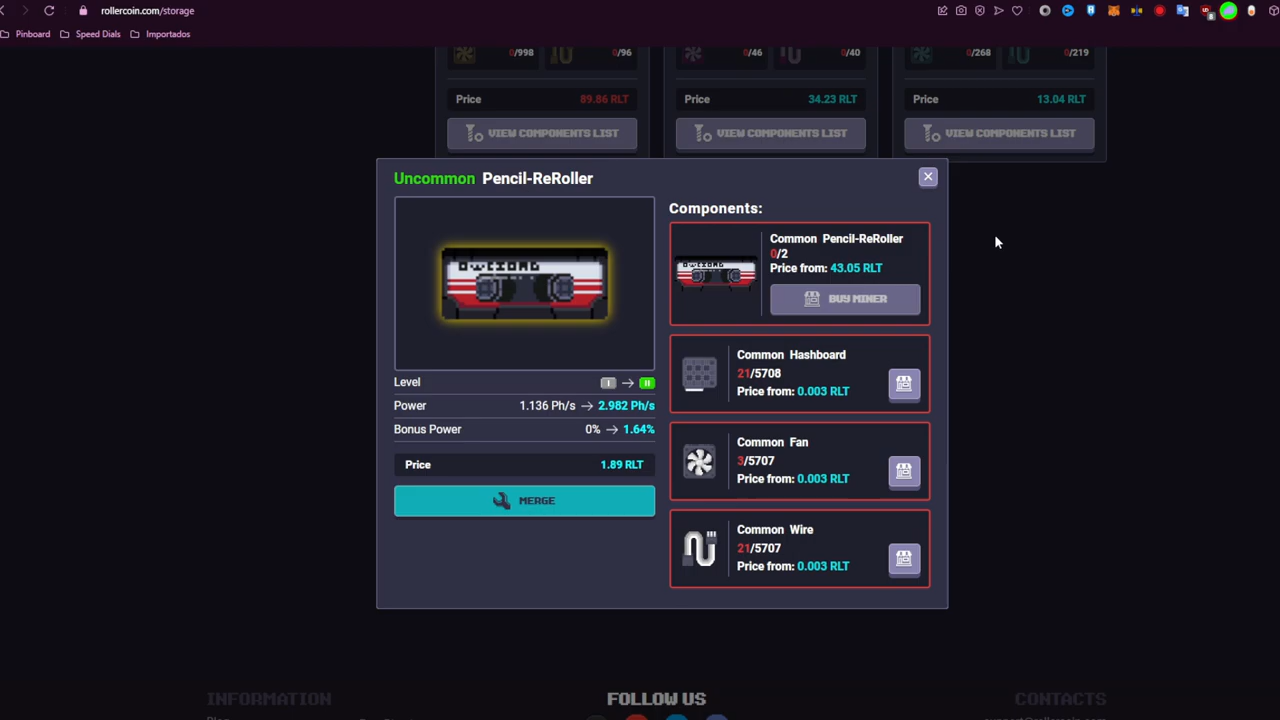 rollercoin.com/storage
Pinboard Speed Dials Importados
0/998 0/96 0/46 0/40 0/268 0/219
Price 89.86 RLT Price 34.23 RLT Price 13.04 RLT
VIEW COMPONENTS LIST VIEW COMPONENTS LIST VIEW COMPONENTS LIST
Uncommon Pencil-ReRoller
Components:
Common Pencil-ReRoller
0/2
Price from: 43.05 RLT
BUY MINER
Common Hashboard
21/5708
Price from: 0.003 RLT
Level I → II
Power 1.136 Ph/s → 2.982 Ph/s
Bonus Power 0% → 1.64%
Common Fan
3/5707
Price from: 0.003 RLT
Price 1.89 RLT
MERGE
Common Wire
21/5707
Price from: 0.003 RLT
INFORMATION FOLLOW US CONTACTS